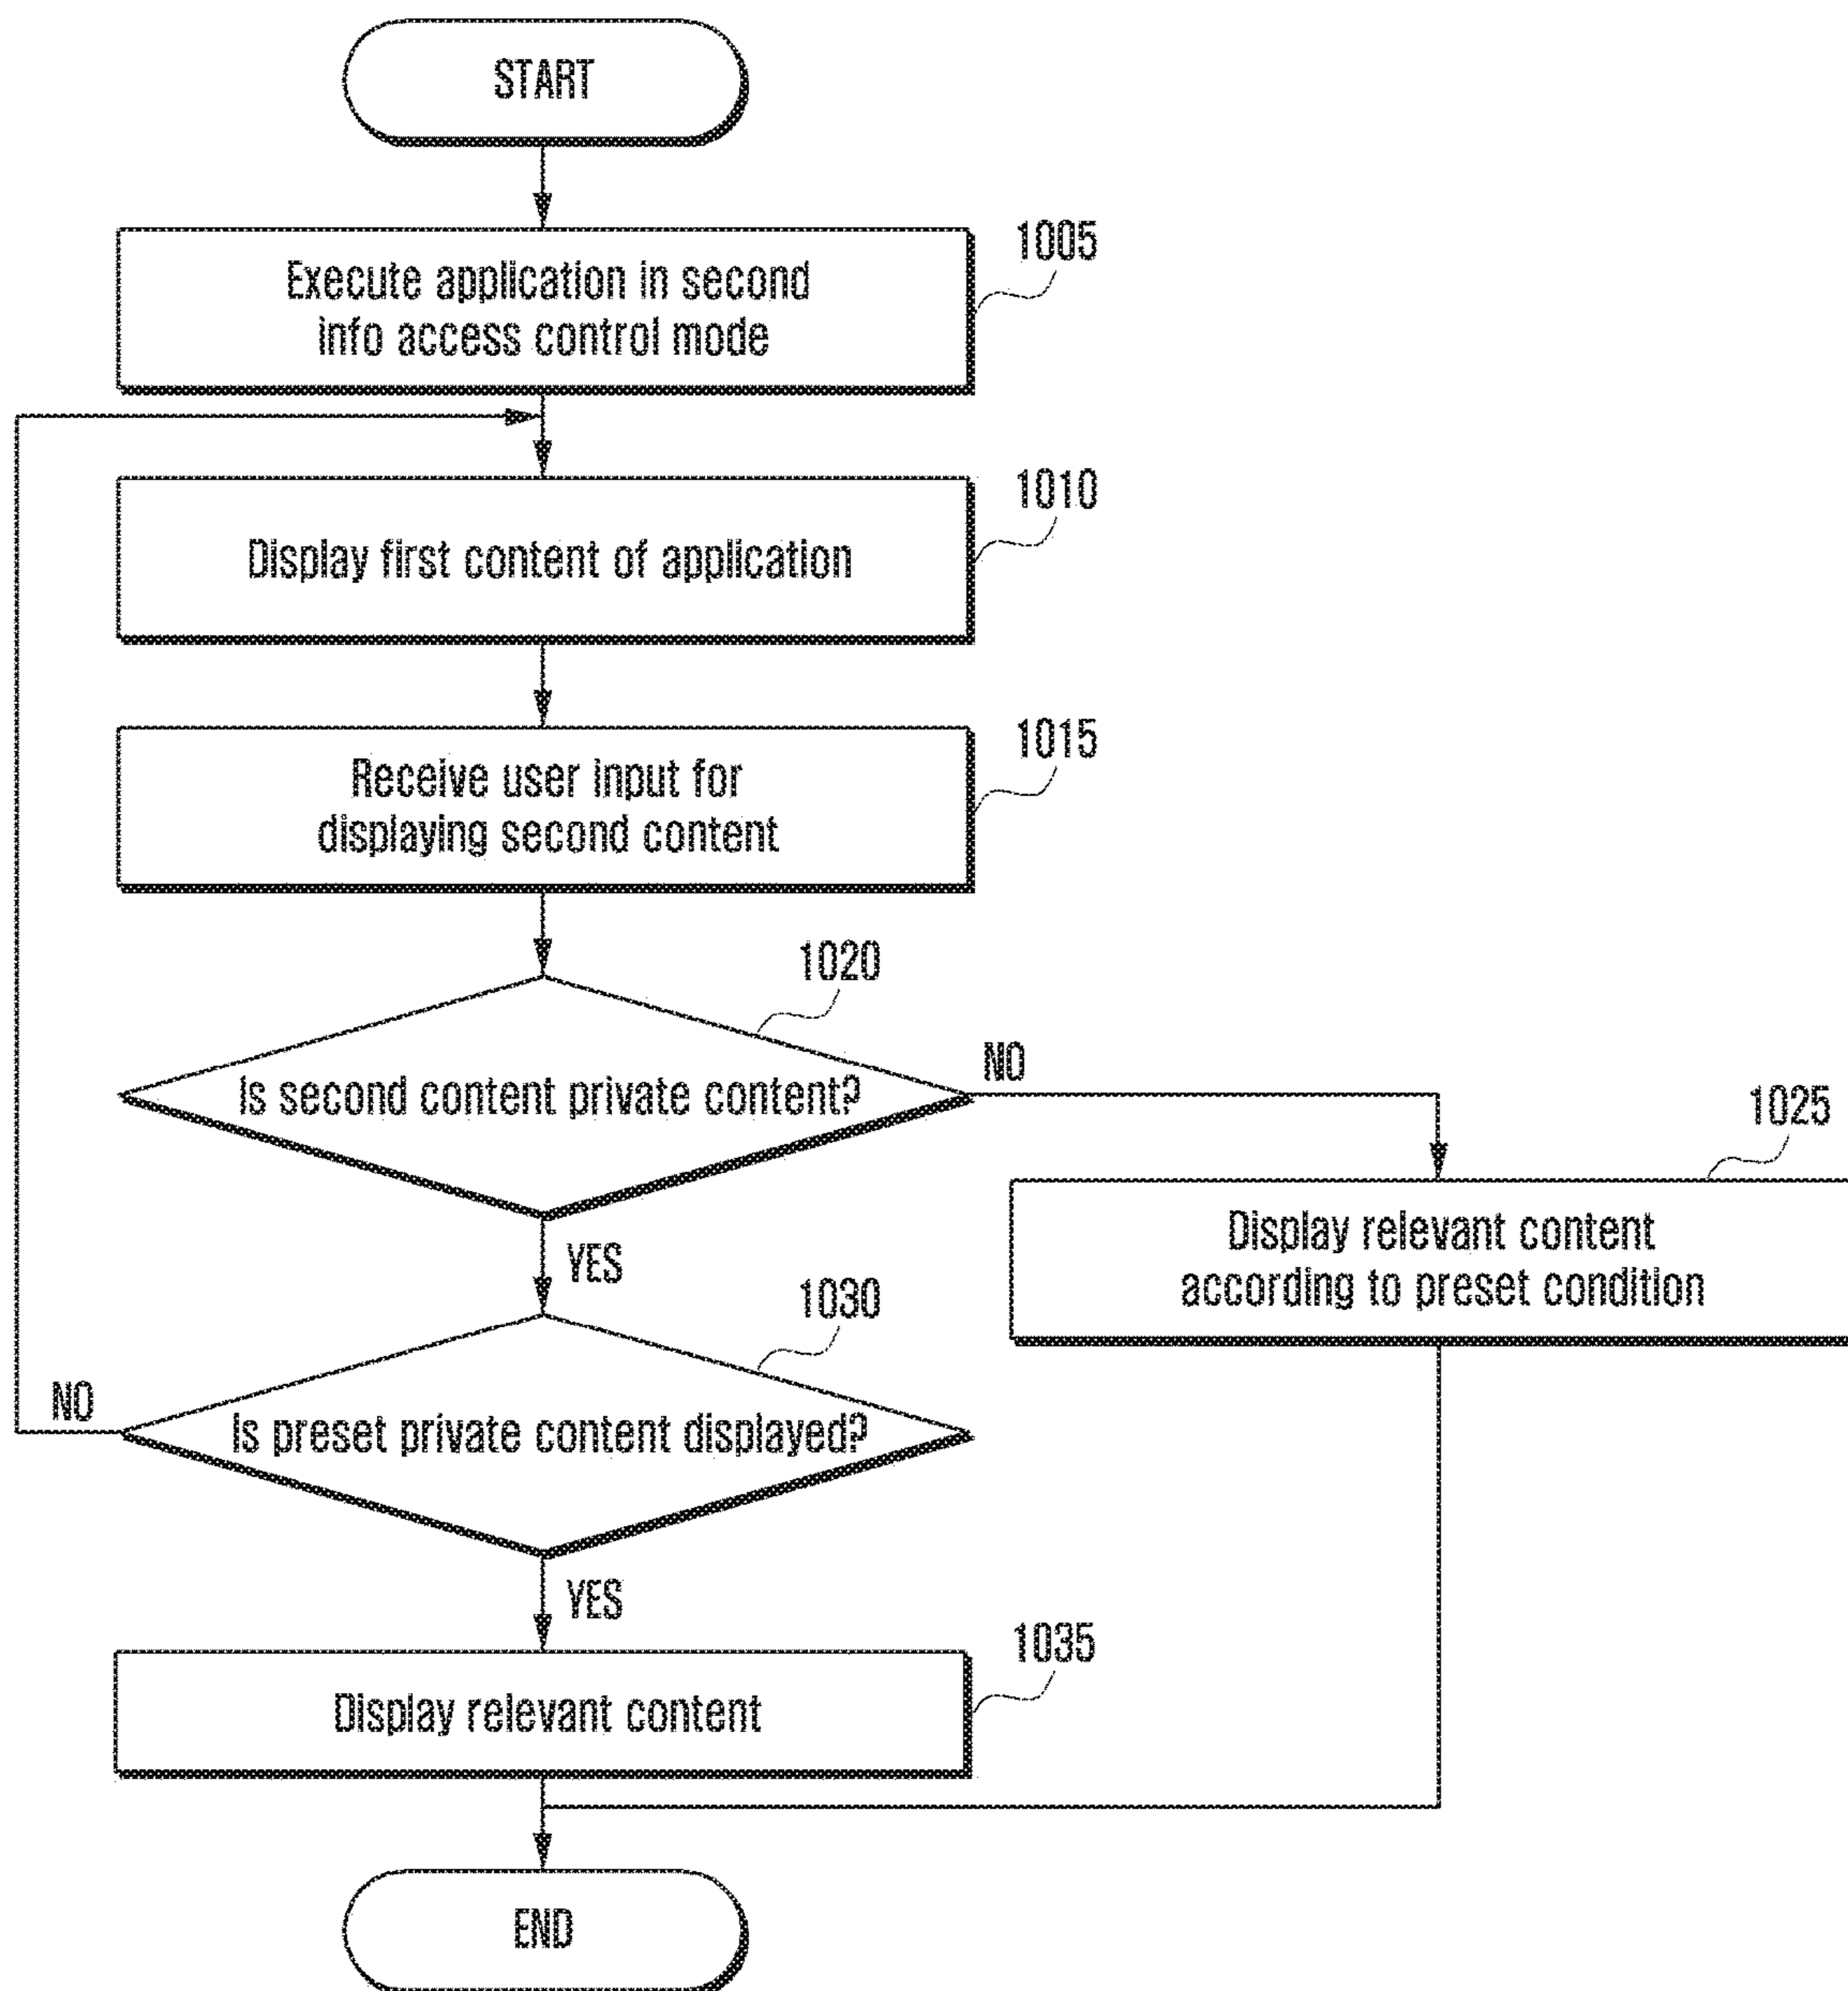 START
1005
Execute application in second
info access control mode
1010
Display first content of application
1015
Receive user input for
displaying second content
1020
Is second content private content?
NO
1025
Display relevant content
according to preset condition
YES
1030
NO
Is preset private content displayed?
YES
1035
Display relevant content
END